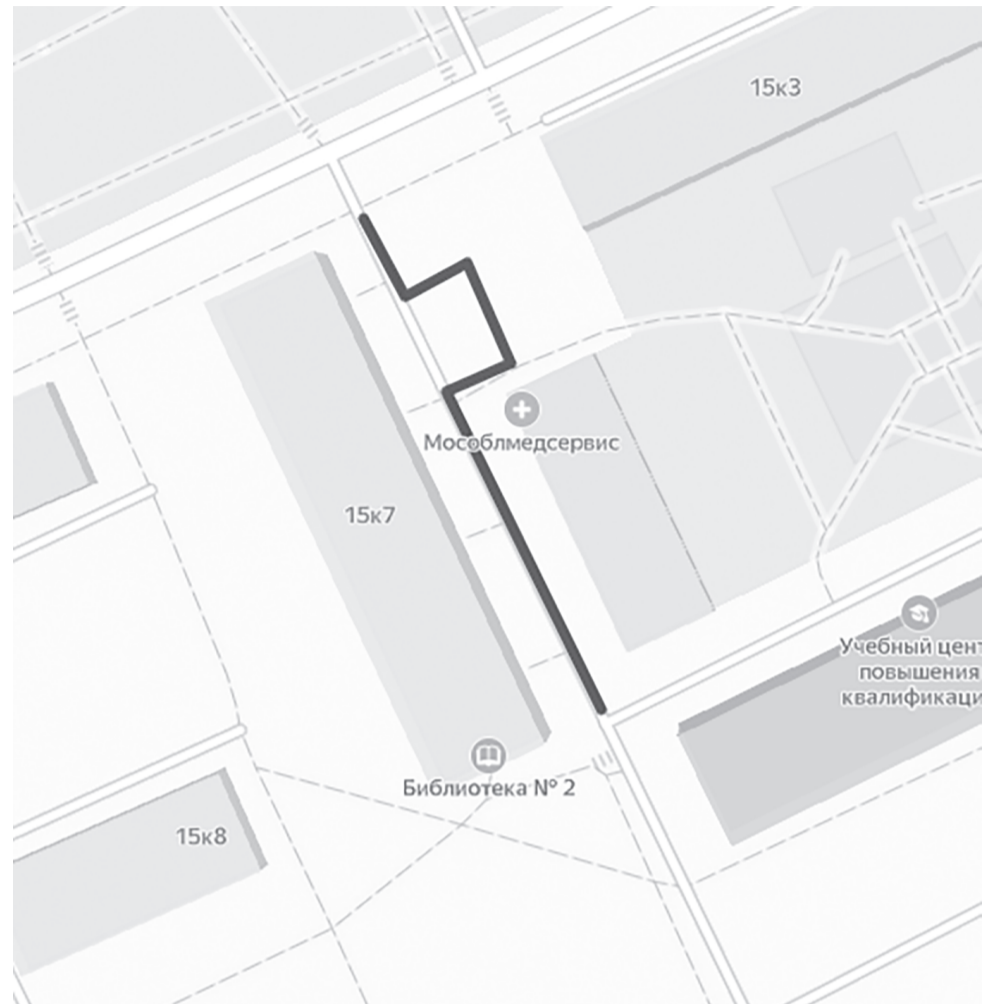 15к3
Мособлмедсервис
15к7
Учебный цент
повышения
квалификаци
Библиотека № 2
15к8